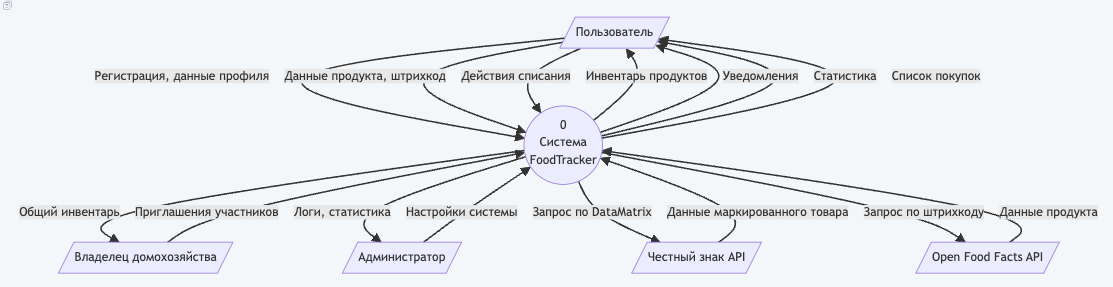 Пользователь
Регистрация, данные профиля
Данные продукта, штрихкод
Действия списания
Инвентарь продуктов
Уведомления
Статистика
Список покупок
0
Система
FoodTracker
Общий инвентарь
Приглашения участников
Логи, статистика
Настройки системы
Запрос по DataMatrix
Данные маркированного товара
Запрос по штрихкоду
Данные продукта
Владелец домохозяйства
Администратор
Честный знак API
Open Food Facts API